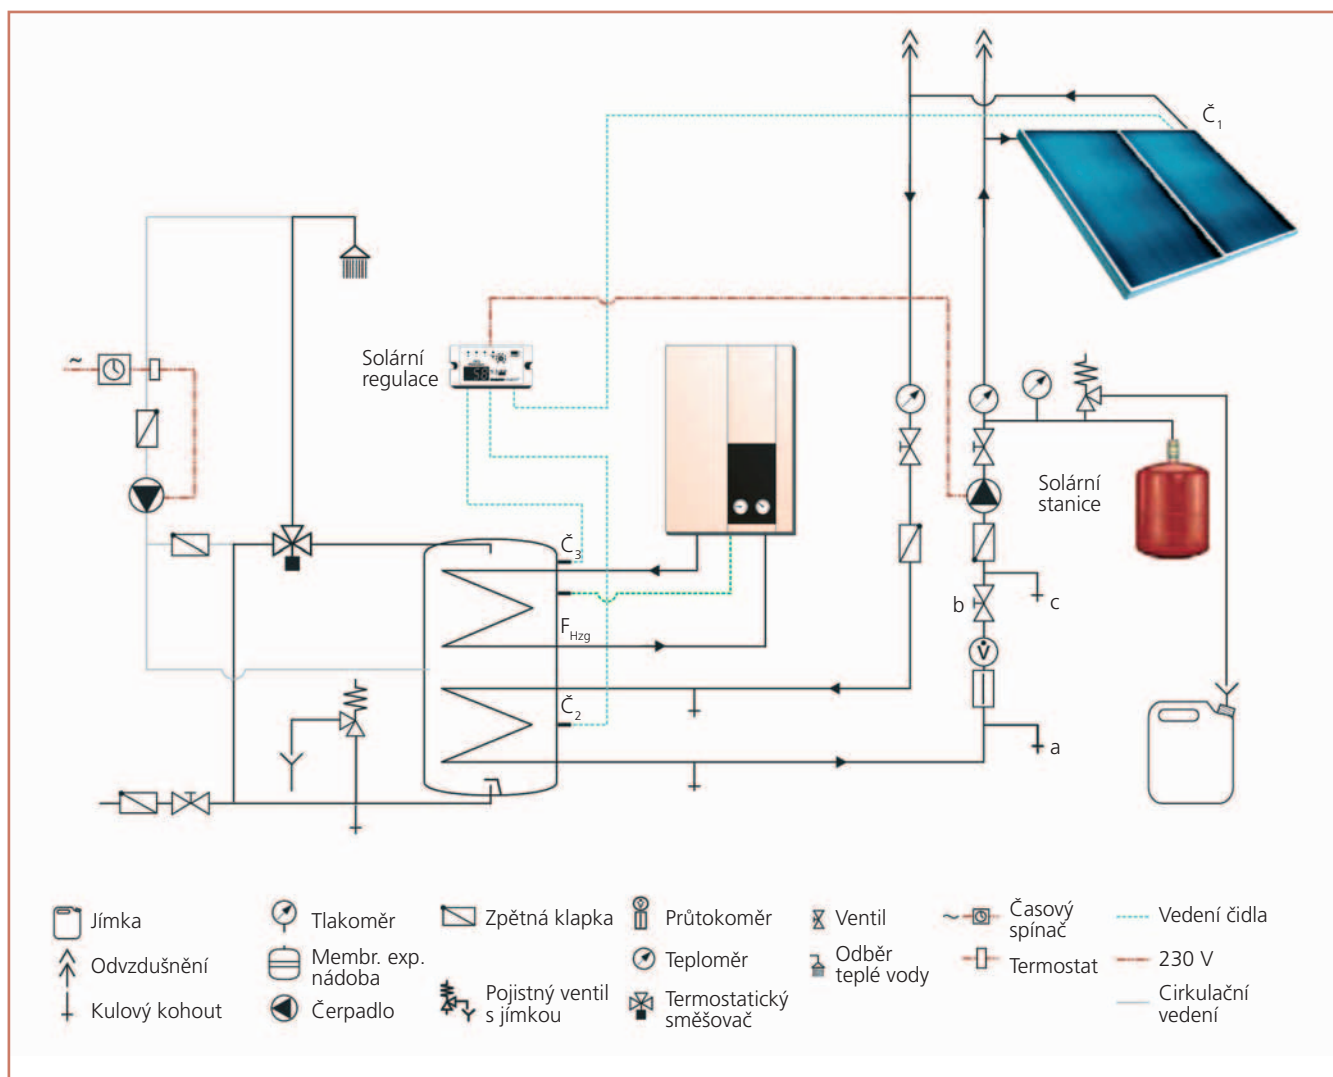 Č1
Solární
regulace
58
Solární
stanice
Č3
b
c
FHzg
V̇
Č2
a
~
Jímka
Odvzdušnění
Kulový kohout
Tlakoměr
Membr. exp.
nádoba
Čerpadlo
Zpětná klapka
Pojistný ventil
s jímkou
Průtokoměr
Teploměr
Termostatický
směšovač
Ventil
Odběr
teplé vody
~
Časový
spínač
Termostat
Vedení čidla
230 V
Cirkulační
vedení